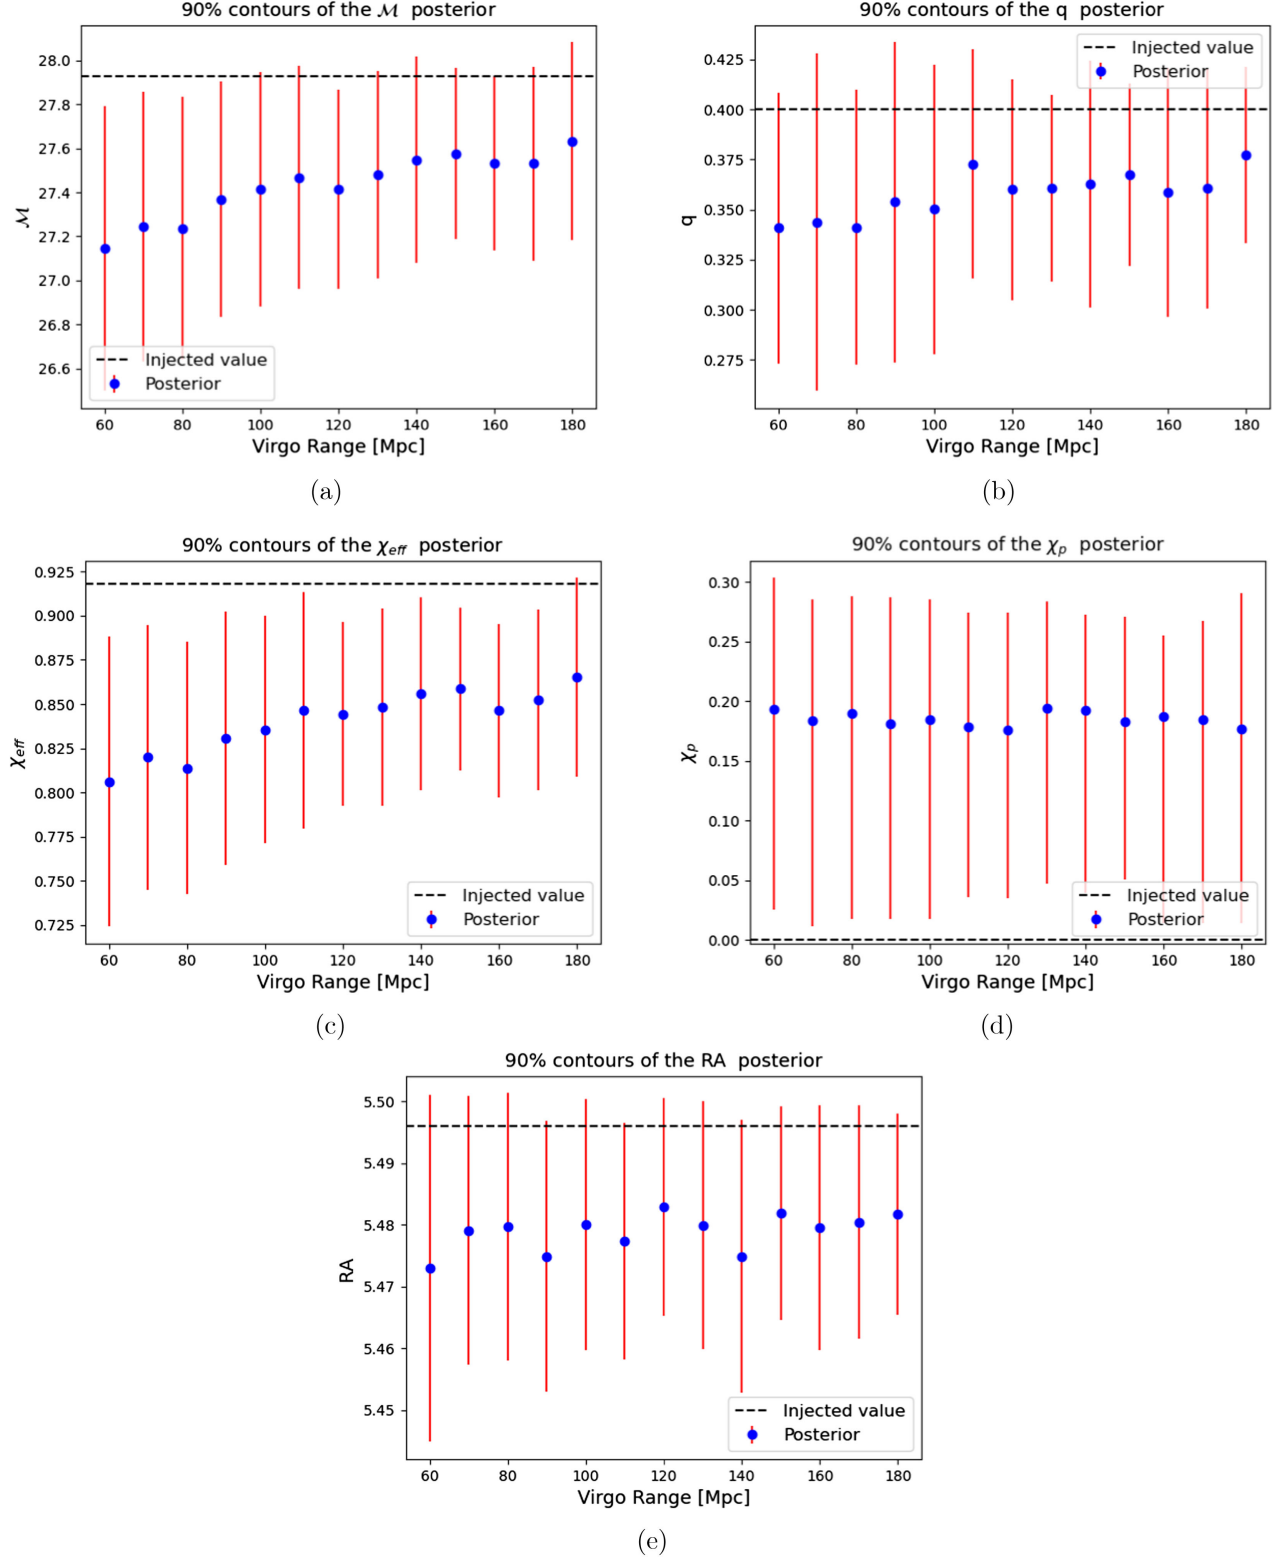 90% contours of the ℳ posterior
28.0
27.8
27.6
27.4
27.2
27.0
26.8
26.6
ℳ
Injected value
Posterior
60 80 100 120 140 160 180
Virgo Range [Mpc]
(a)
90% contours of the q posterior
0.425
0.400
0.375
0.350
0.325
0.300
0.275
q
Injected value
Posterior
60 80 100 120 140 160 180
Virgo Range [Mpc]
(b)
90% contours of the χeff posterior
0.925
0.900
0.875
0.850
0.825
0.800
0.775
0.750
0.725
χeff
Injected value
Posterior
60 80 100 120 140 160 180
Virgo Range [Mpc]
(c)
90% contours of the χp posterior
0.30
0.25
0.20
0.15
0.10
0.05
0.00
χp
Injected value
Posterior
60 80 100 120 140 160 180
Virgo Range [Mpc]
(d)
90% contours of the RA posterior
5.50
5.49
5.48
5.47
5.46
5.45
RA
Injected value
Posterior
60 80 100 120 140 160 180
Virgo Range [Mpc]
(e)